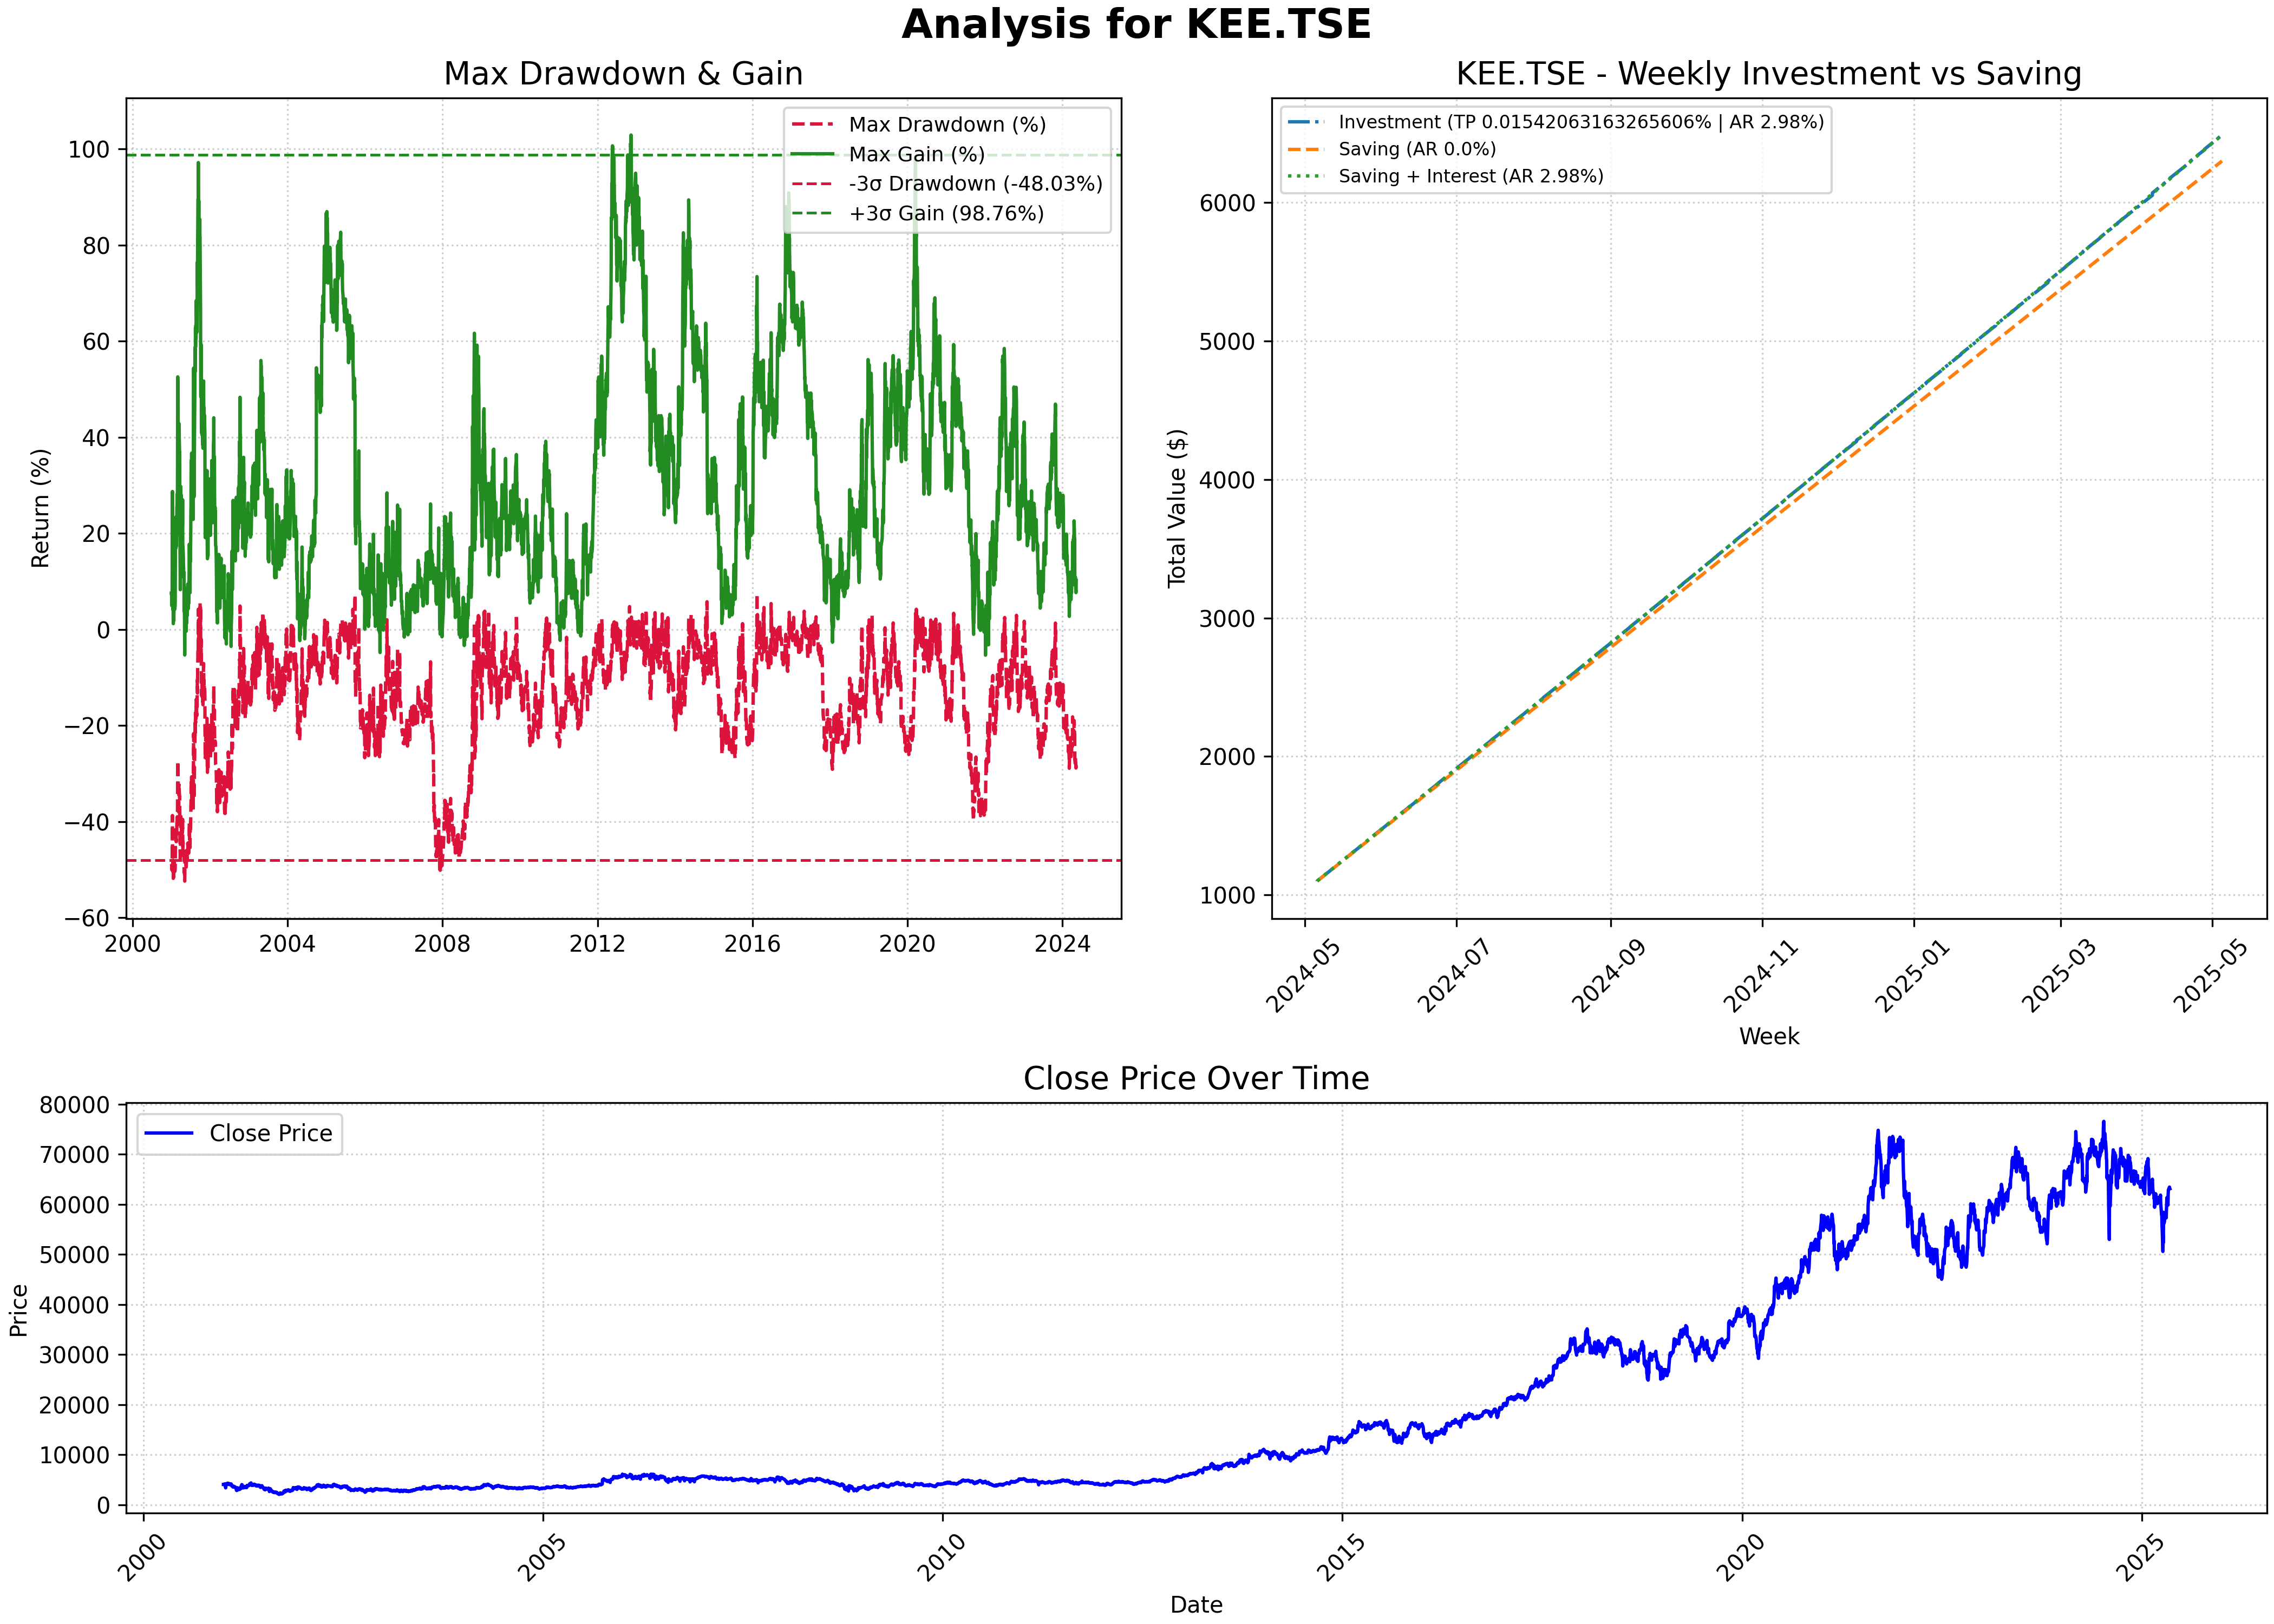 Analysis for KEE.TSE
Max Drawdown & Gain
Max Drawdown (%)
Max Gain (%)
-3σ Drawdown (-48.03%)
+3σ Gain (98.76%)
Return (%)
100
80
60
40
20
0
−20
−40
−60
2000
2004
2008
2012
2016
2020
2024
KEE.TSE - Weekly Investment vs Saving
Investment (TP 0.01542063163265606% | AR 2.98%)
Saving (AR 0.0%)
Saving + Interest (AR 2.98%)
Total Value ($)
6000
5000
4000
3000
2000
1000
2024-05
2024-07
2024-09
2024-11
2025-01
2025-03
2025-05
Week
Close Price Over Time
Close Price
Price
80000
70000
60000
50000
40000
30000
20000
10000
0
2000
2005
2010
2015
2020
2025
Date